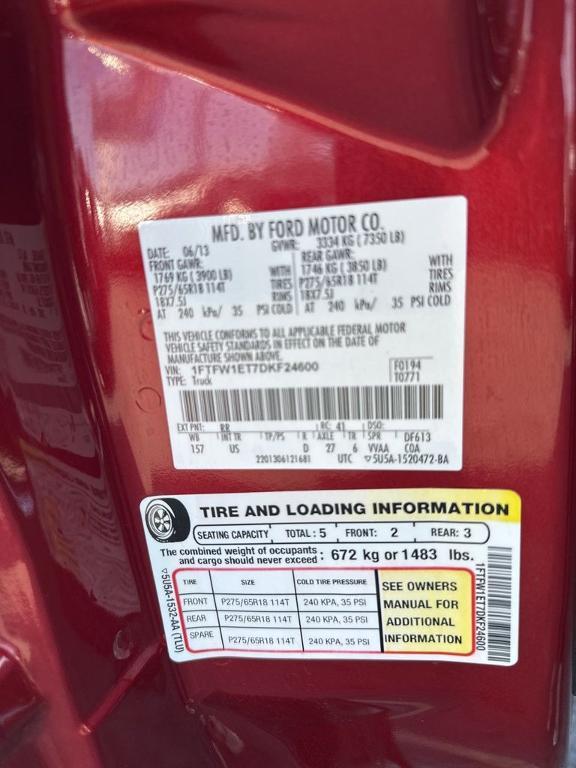 MFD. BY FORD MOTOR CO.
DATE: 06/13 GVWR: 3334 KG (7350 LB)
FRONT GAWR: REAR GAWR:
1769 KG (3900 LB) WITH 1746 KG (3850 LB) WITH
P275/65R18 114T TIRES P275/65R18 114T TIRES
18X7.5J RIMS 18X7.5J RIMS
AT 240 kPa/ 35 PSI COLD AT 240 kPa/ 35 PSI COLD
THIS VEHICLE CONFORMS TO ALL APPLICABLE FEDERAL MOTOR
VEHICLE SAFETY STANDARDS IN EFFECT ON THE DATE OF
MANUFACTURE SHOWN ABOVE.
VIN: 1FTFW1ET7DKF24600 F0194
TYPE: Truck T0771
EXT PNT: RR RC: 41 DSO:
WB INT TR TP/PS R AXLE TR SPR DF613
157 US D 27 6 VVAA COA
2201306121681 UTC ▽5U5A-1520472-BA
TIRE AND LOADING INFORMATION
SEATING CAPACITY TOTAL: 5 FRONT: 2 REAR: 3
The combined weight of occupants and cargo should never exceed: 672 kg or 1483 lbs.
TIRE SIZE COLD TIRE PRESSURE
FRONT P275/65R18 114T 240 KPA, 35 PSI
REAR P275/65R18 114T 240 KPA, 35 PSI
SPARE P275/65R18 114T 240 KPA, 35 PSI
SEE OWNERS
MANUAL FOR
ADDITIONAL
INFORMATION
▽5U5A-1532-AA (TLU)
1FTFW1ET7DKF24600